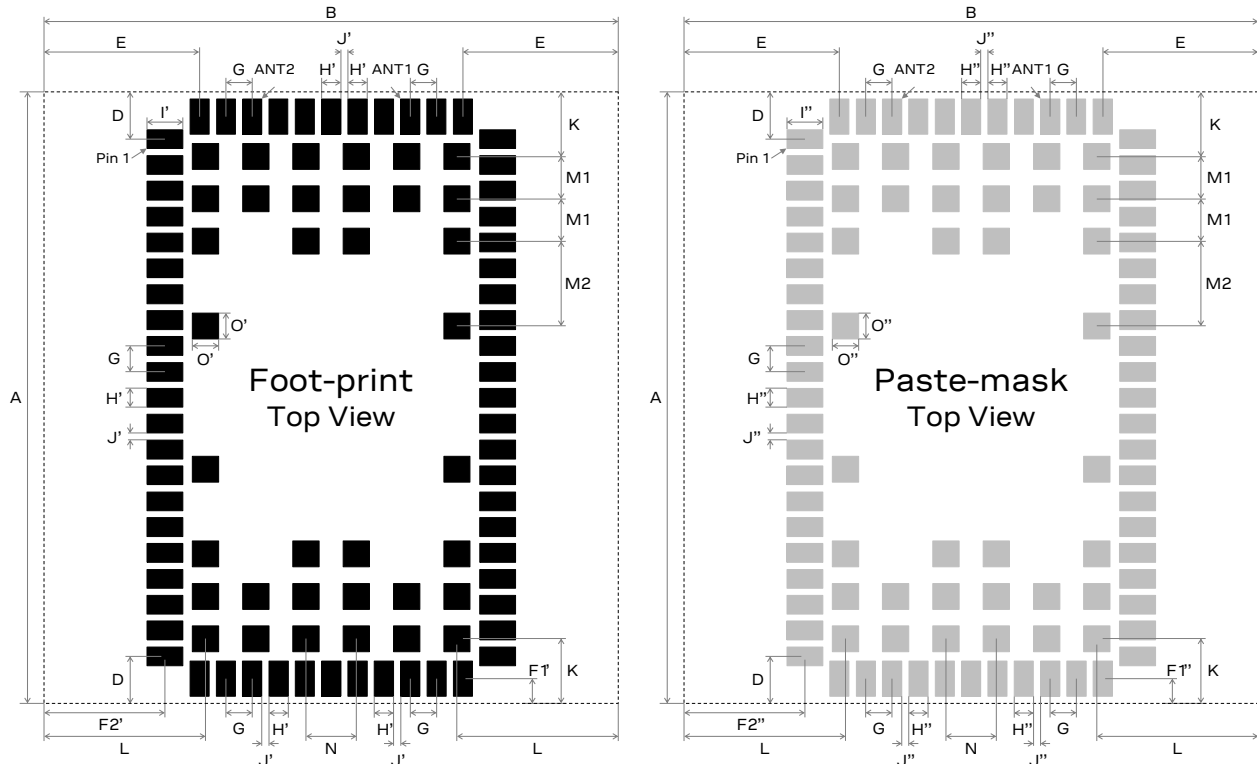 B B
J' J"
E E E E
G ANT2 H' H' ANT1 G G ANT2 H" H" ANT1 G
D I' K D I" K
Pin 1 Pin 1
M1 M1
M1 M1
M2 M2
O' O"
G O' G O"
A Foot-print A Paste-mask
H' Top View H" Top View
J' J"
D F1' K D F1" K
F2' G H' H' G F2" G H" H" G
L N L L N L
J' J' J" J"